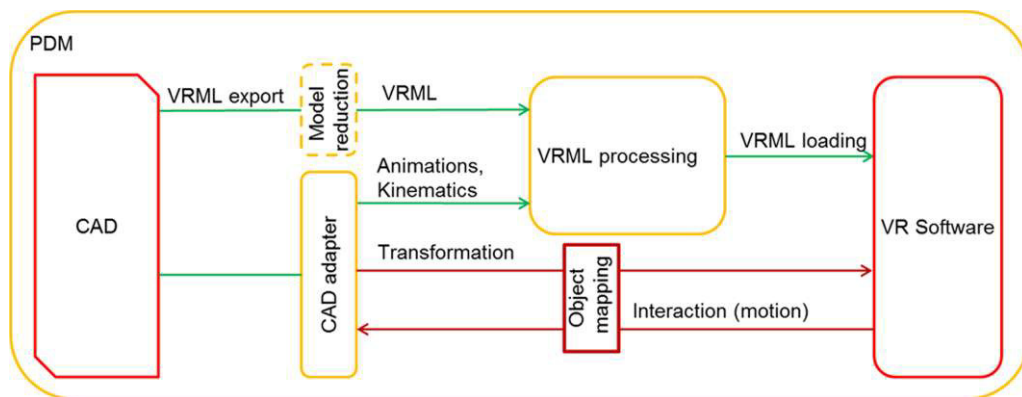 PDM
VRML export
Model
reduction
VRML
VRML processing
VRML loading
Animations,
Kinematics
CAD
CAD adapter
Transformation
Object
mapping
Interaction (motion)
VR Software